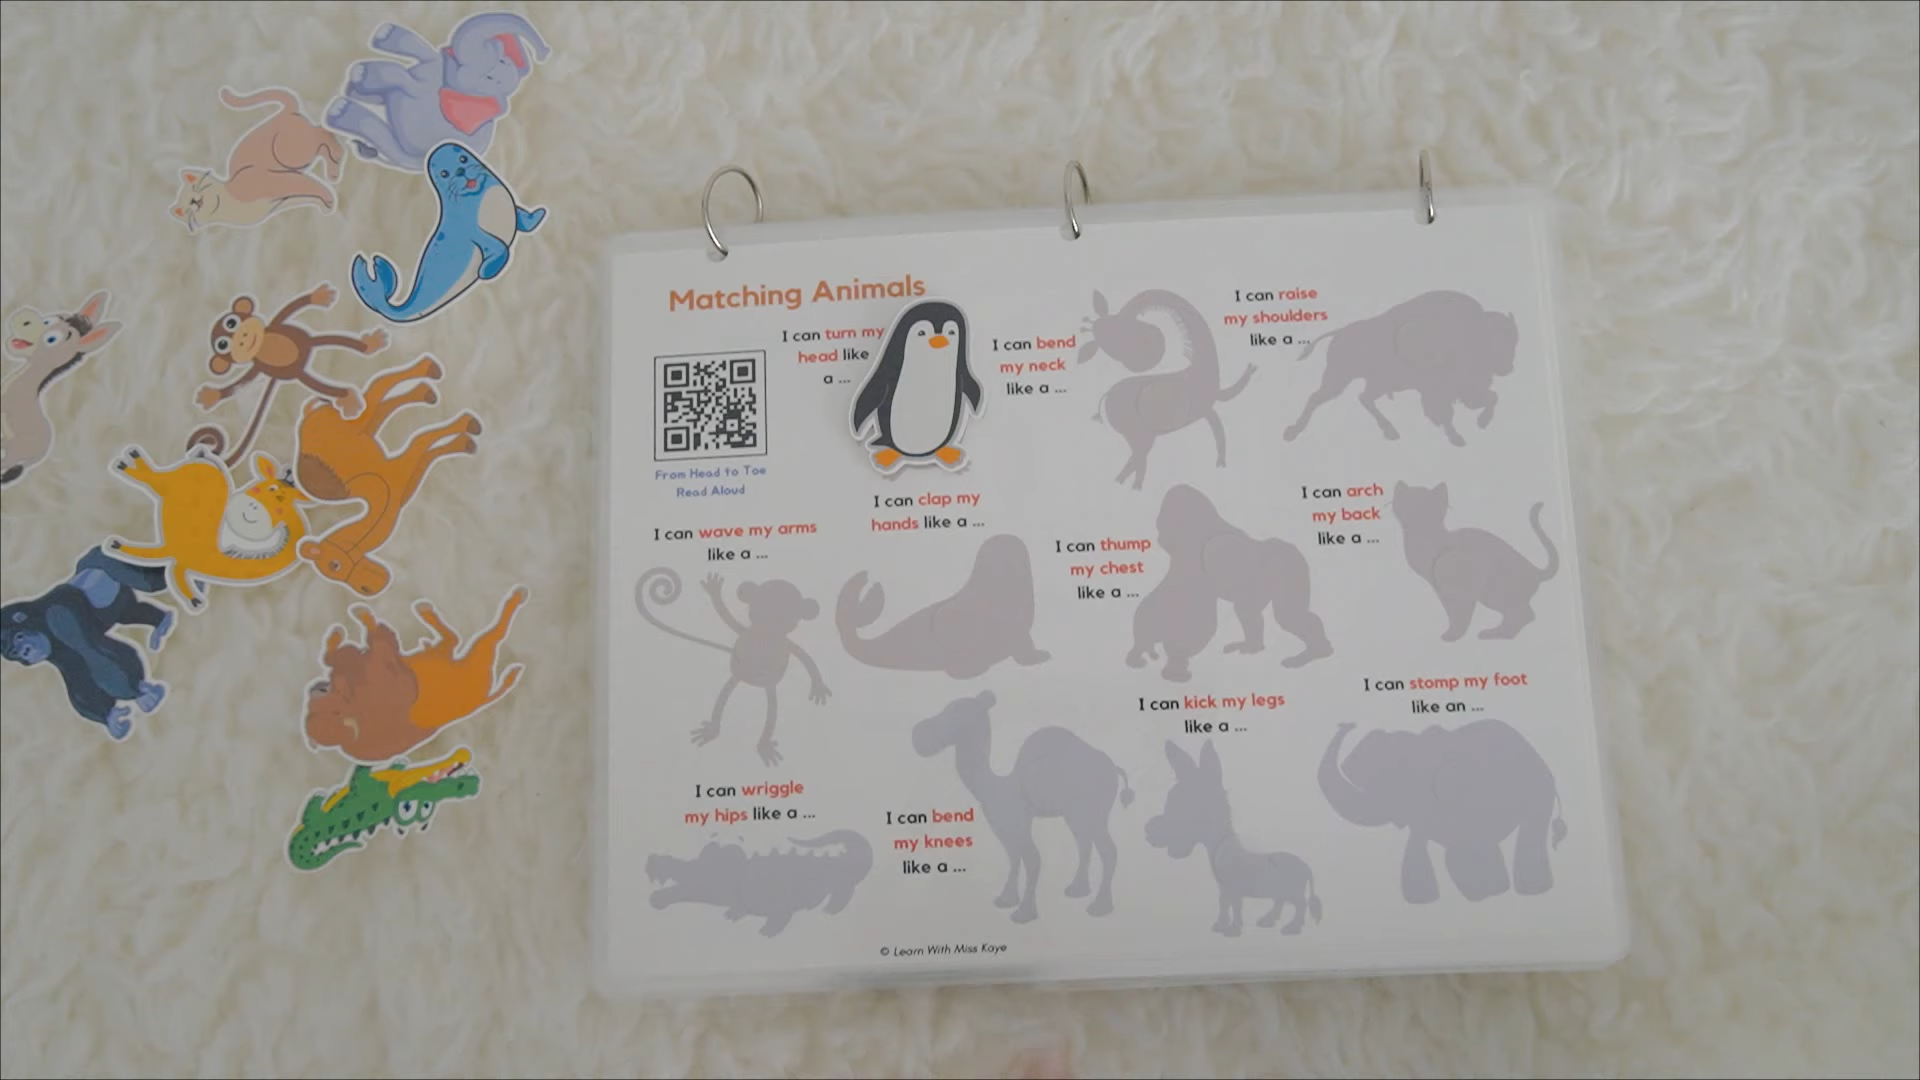 Matching Animals
I can turn my
head like
a ...
I can bend
my neck
like a ...
I can raise
my shoulders
like a ...
From Head to Toe
Read Aloud
I can wave my arms
like a ...
I can clap my
hands like a ...
I can thump
my chest
like a ...
I can arch
my back
like a ...
I can wriggle
my hips like a ...
I can bend
my knees
like a ...
I can kick my legs
like a ...
I can stomp my foot
like an ...
© Learn With Miss Kaye